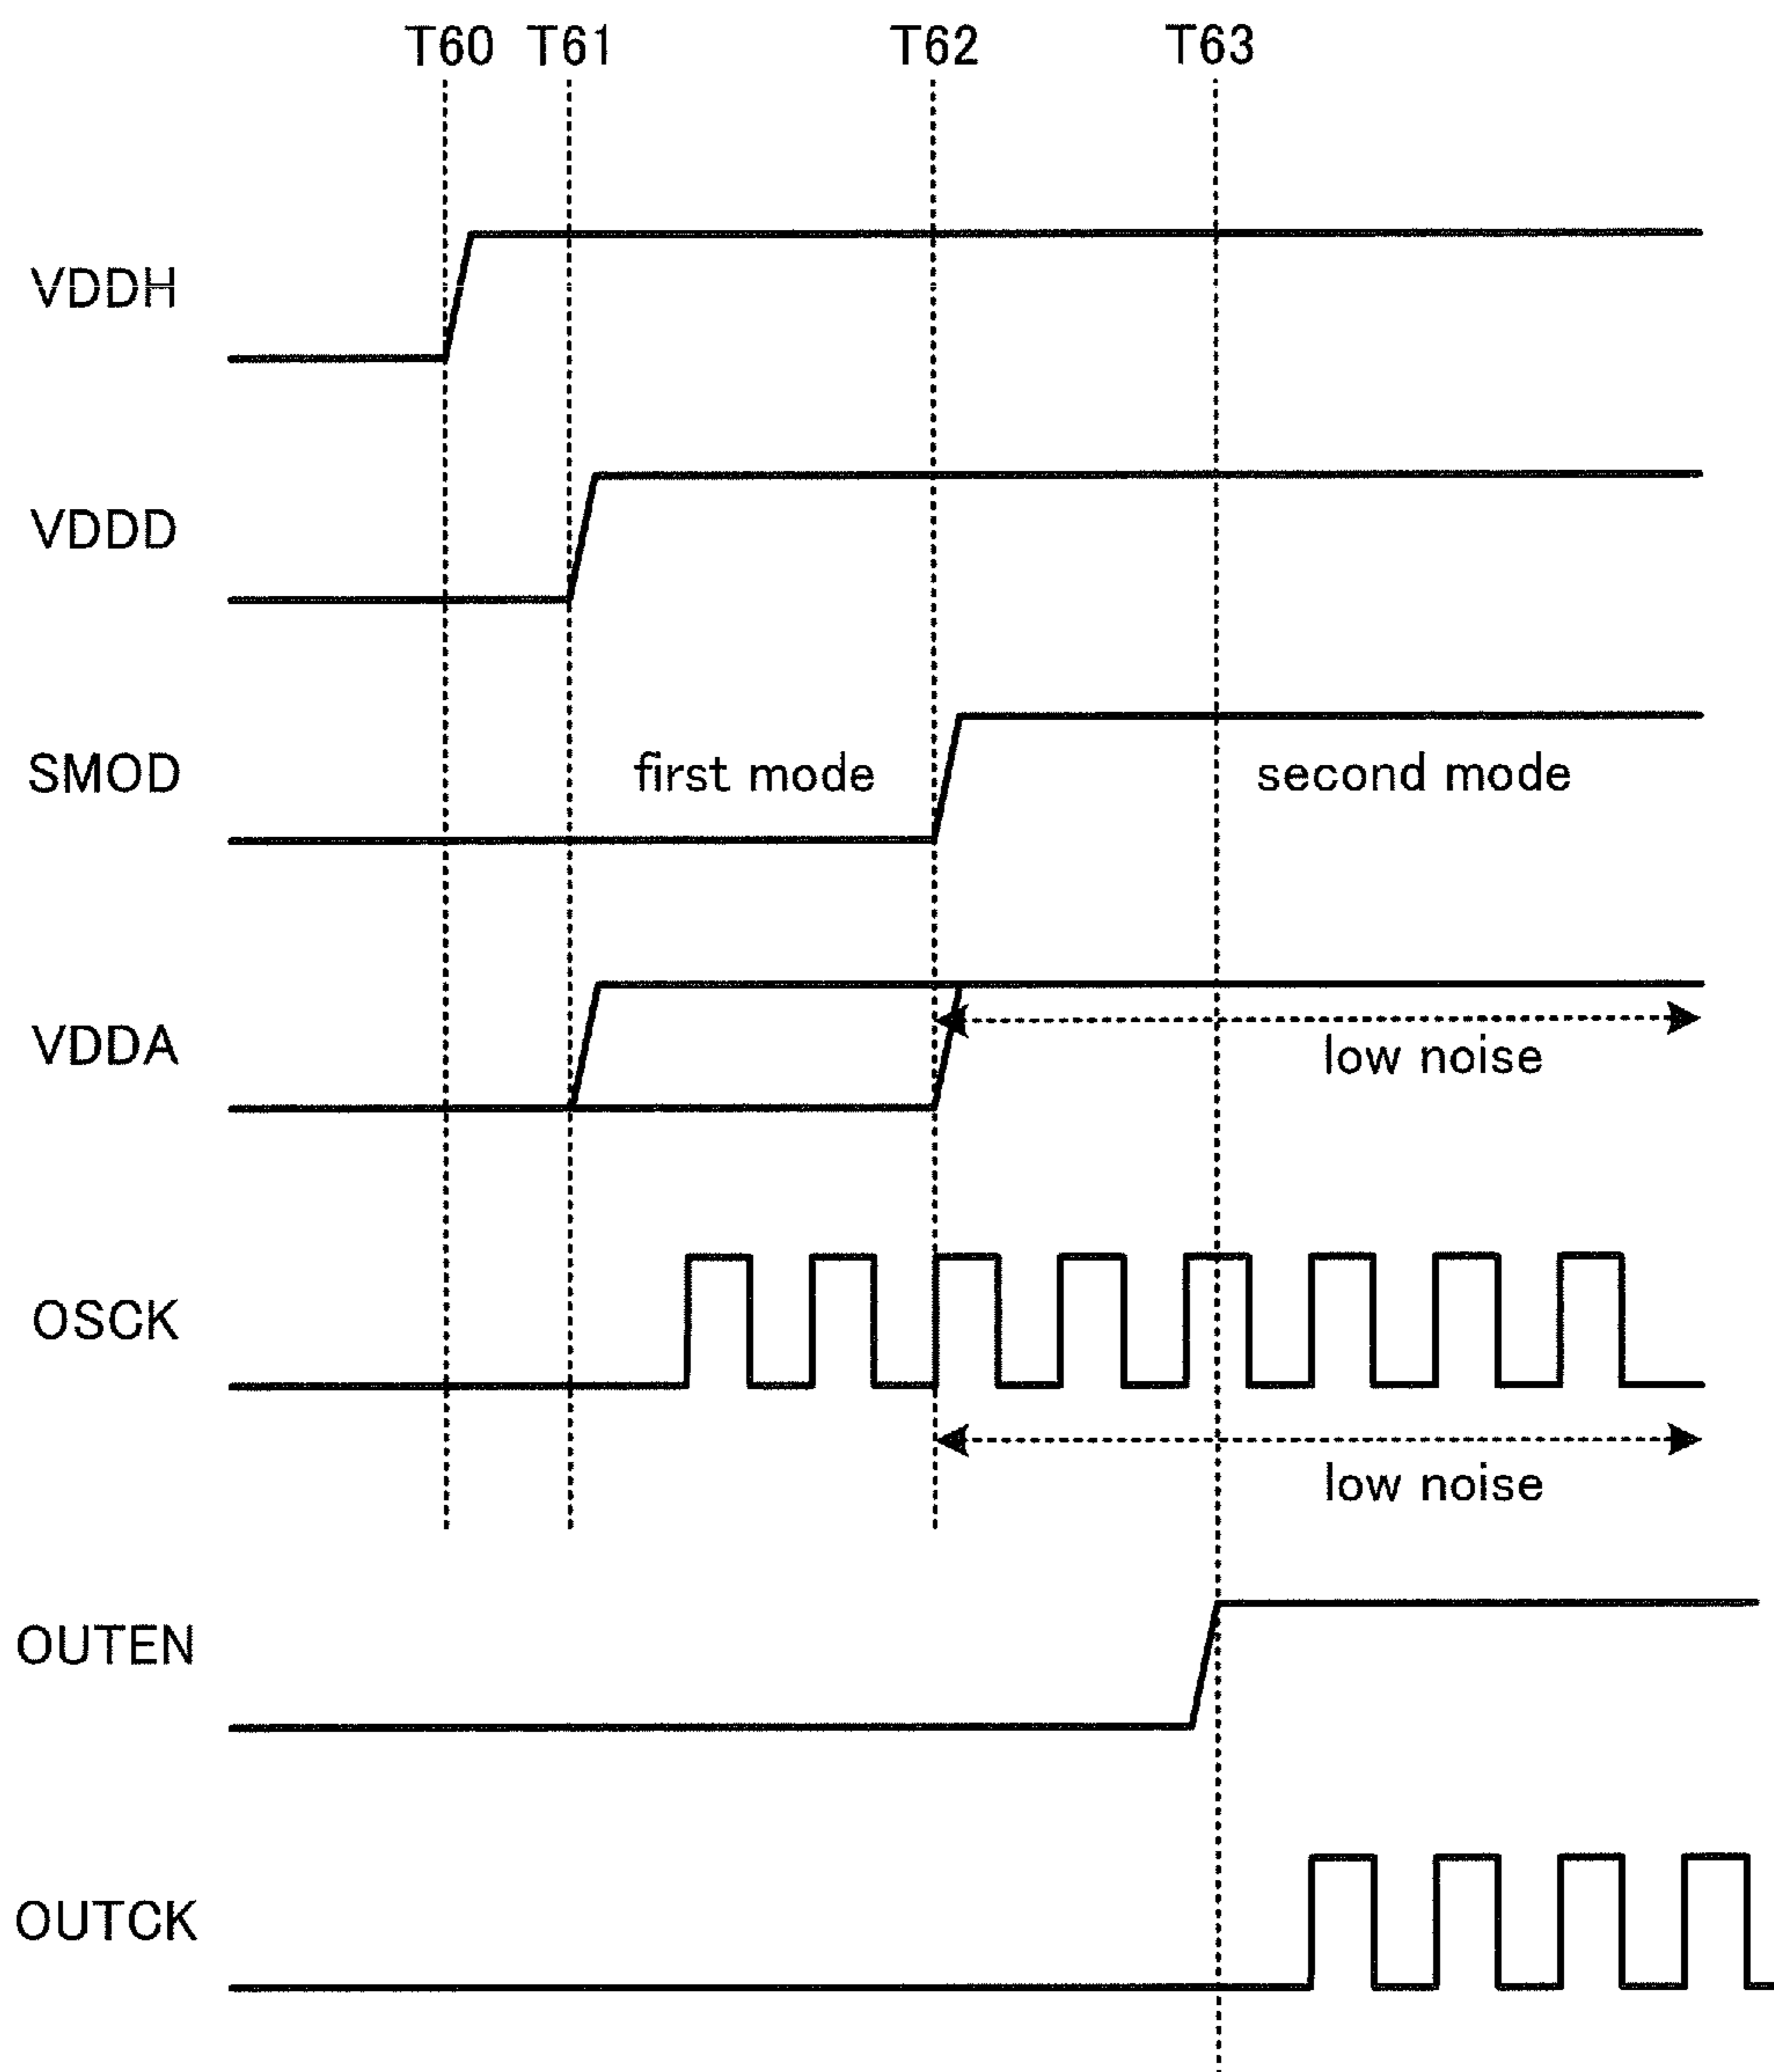 T60 T61 T62 T63
VDDH
VDDD
SMOD first mode second mode
VDDA
low noise
OSCK
low noise
OUTEN
OUTCK